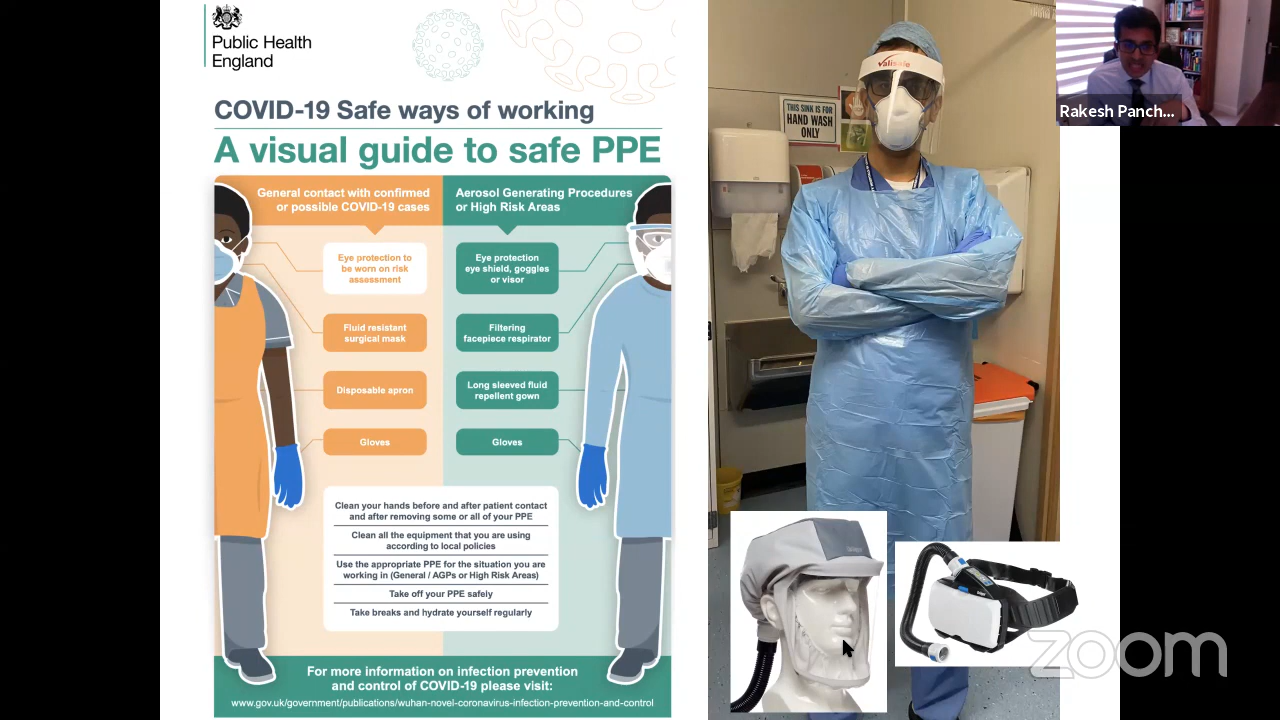 Public Health
England
COVID-19 Safe ways of working
A visual guide to safe PPE
General contact with confirmed
or possible COVID-19 cases
Aerosol Generating Procedures
or High Risk Areas
Eye protection to
be worn on risk
assessment
Eye protection
eye shield, goggles
or visor
Fluid resistant
surgical mask
Filtering
facepiece respirator
Disposable apron
Long sleeved fluid
repellent gown
Gloves
Gloves
Clean your hands before and after patient contact
and after removing some or all of your PPE
Clean all the equipment that you are using
according to local policies
Use the appropriate PPE for the situation you are
working in (General / AGPs or High Risk Areas)
Take off your PPE safely
Take breaks and hydrate yourself regularly
For more information on infection prevention
and control of COVID-19 please visit:
www.gov.uk/government/publications/wuhan-novel-coronavirus-infection-prevention-and-control
THIS SINK IS FOR
HAND WASH
ONLY
Rakesh Panch...
zoom